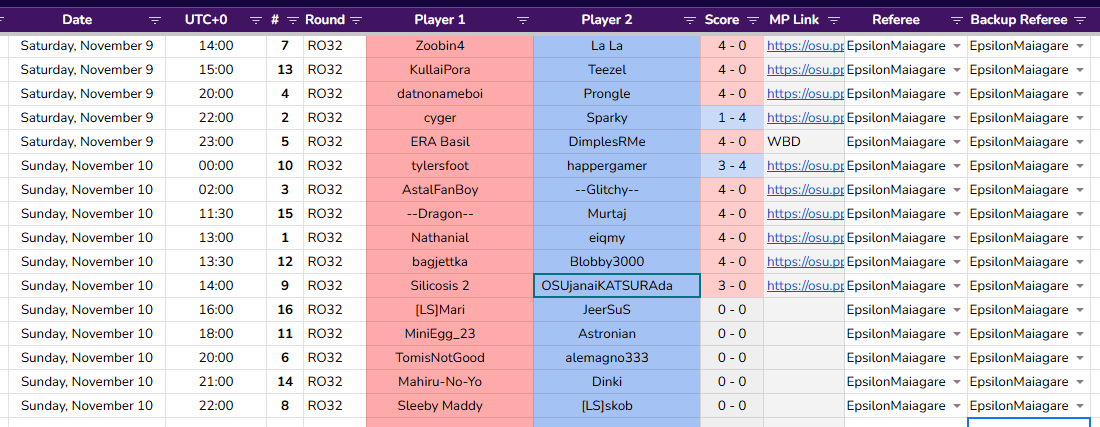 Date UTC+0 # Round Player 1 Player 2 Score MP Link Referee Backup Referee
Saturday, November 9 14:00 7 RO32 Zoobin4 La La 4 - 0 https://osu.pp EpsilonMaiagare EpsilonMaiagare
Saturday, November 9 15:00 13 RO32 KullaiPora Teezel 4 - 0 https://osu.pp EpsilonMaiagare EpsilonMaiagare
Saturday, November 9 20:00 4 RO32 datnonameboi Prongle 4 - 0 https://osu.pp EpsilonMaiagare EpsilonMaiagare
Saturday, November 9 22:00 2 RO32 cyger Sparky 1 - 4 https://osu.pp EpsilonMaiagare EpsilonMaiagare
Saturday, November 9 23:00 5 RO32 ERA Basil DimplesRMe 4 - 0 WBD EpsilonMaiagare EpsilonMaiagare
Sunday, November 10 00:00 10 RO32 tylersfoot happergamer 3 - 4 https://osu.pp EpsilonMaiagare EpsilonMaiagare
Sunday, November 10 02:00 3 RO32 AstalFanBoy --Glitchy-- 4 - 0 https://osu.pp EpsilonMaiagare EpsilonMaiagare
Sunday, November 10 11:30 15 RO32 --Dragon-- Murtaj 4 - 0 https://osu.pp EpsilonMaiagare EpsilonMaiagare
Sunday, November 10 13:00 1 RO32 Nathanial eiqmy 4 - 0 https://osu.pp EpsilonMaiagare EpsilonMaiagare
Sunday, November 10 13:30 12 RO32 bagjettka Blobby3000 4 - 0 https://osu.pp EpsilonMaiagare EpsilonMaiagare
Sunday, November 10 14:00 9 RO32 Silicosis 2 OSUjanaiKATSURAda 3 - 0 https://osu.pp EpsilonMaiagare EpsilonMaiagare
Sunday, November 10 16:00 16 RO32 [LS]Mari JeerSuS 0 - 0 EpsilonMaiagare EpsilonMaiagare
Sunday, November 10 18:00 11 RO32 MiniEgg_23 Astronian 0 - 0 EpsilonMaiagare EpsilonMaiagare
Sunday, November 10 20:00 6 RO32 TomisNotGood alemagno333 0 - 0 EpsilonMaiagare EpsilonMaiagare
Sunday, November 10 21:00 14 RO32 Mahiru-No-Yo Dinki 0 - 0 EpsilonMaiagare EpsilonMaiagare
Sunday, November 10 22:00 8 RO32 Sleeby Maddy [LS]skob 0 - 0 EpsilonMaiagare EpsilonMaiagare